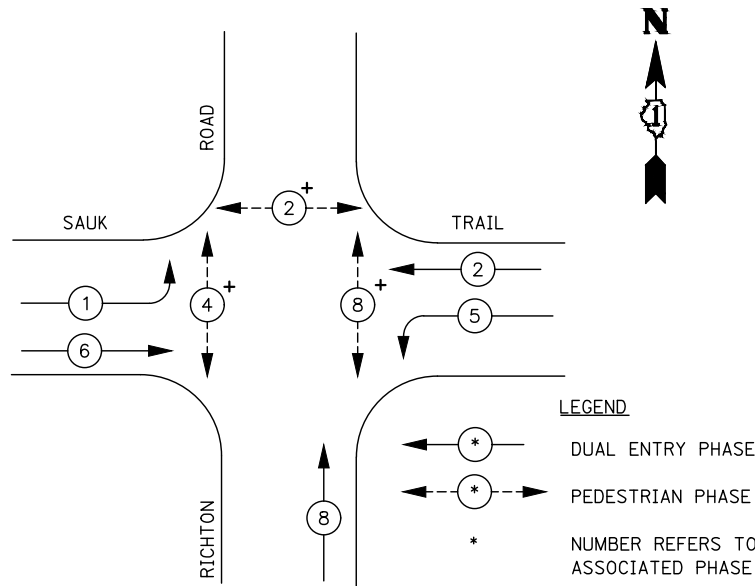 N
1
ROAD
2+
SAUK
TRAIL
2
4+
8+
1
5
6
LEGEND
* DUAL ENTRY PHASE
* PEDESTRIAN PHASE
8
RICHTON
* NUMBER REFERS TO
ASSOCIATED PHASE